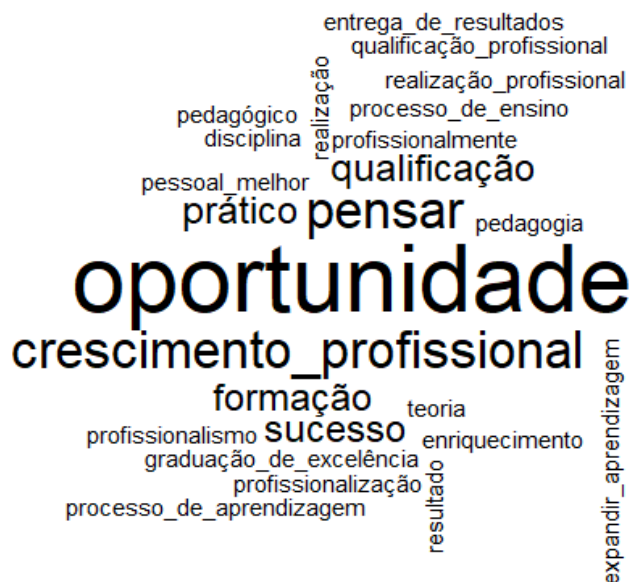 entrega_de_resultados
qualificação_profissional
realização_profissional
realização
processo_de_ensino
pedagógico
disciplina
profissionalmente
qualificação
pessoal_melhor
prático
pensar
pedagogia
oportunidade
crescimento_profissional
formação
teoria
expandir_aprendizagem
profissionalismo
sucesso
enriquecimento
graduação_de_excelência
profissionalização
resultado
processo_de_aprendizagem